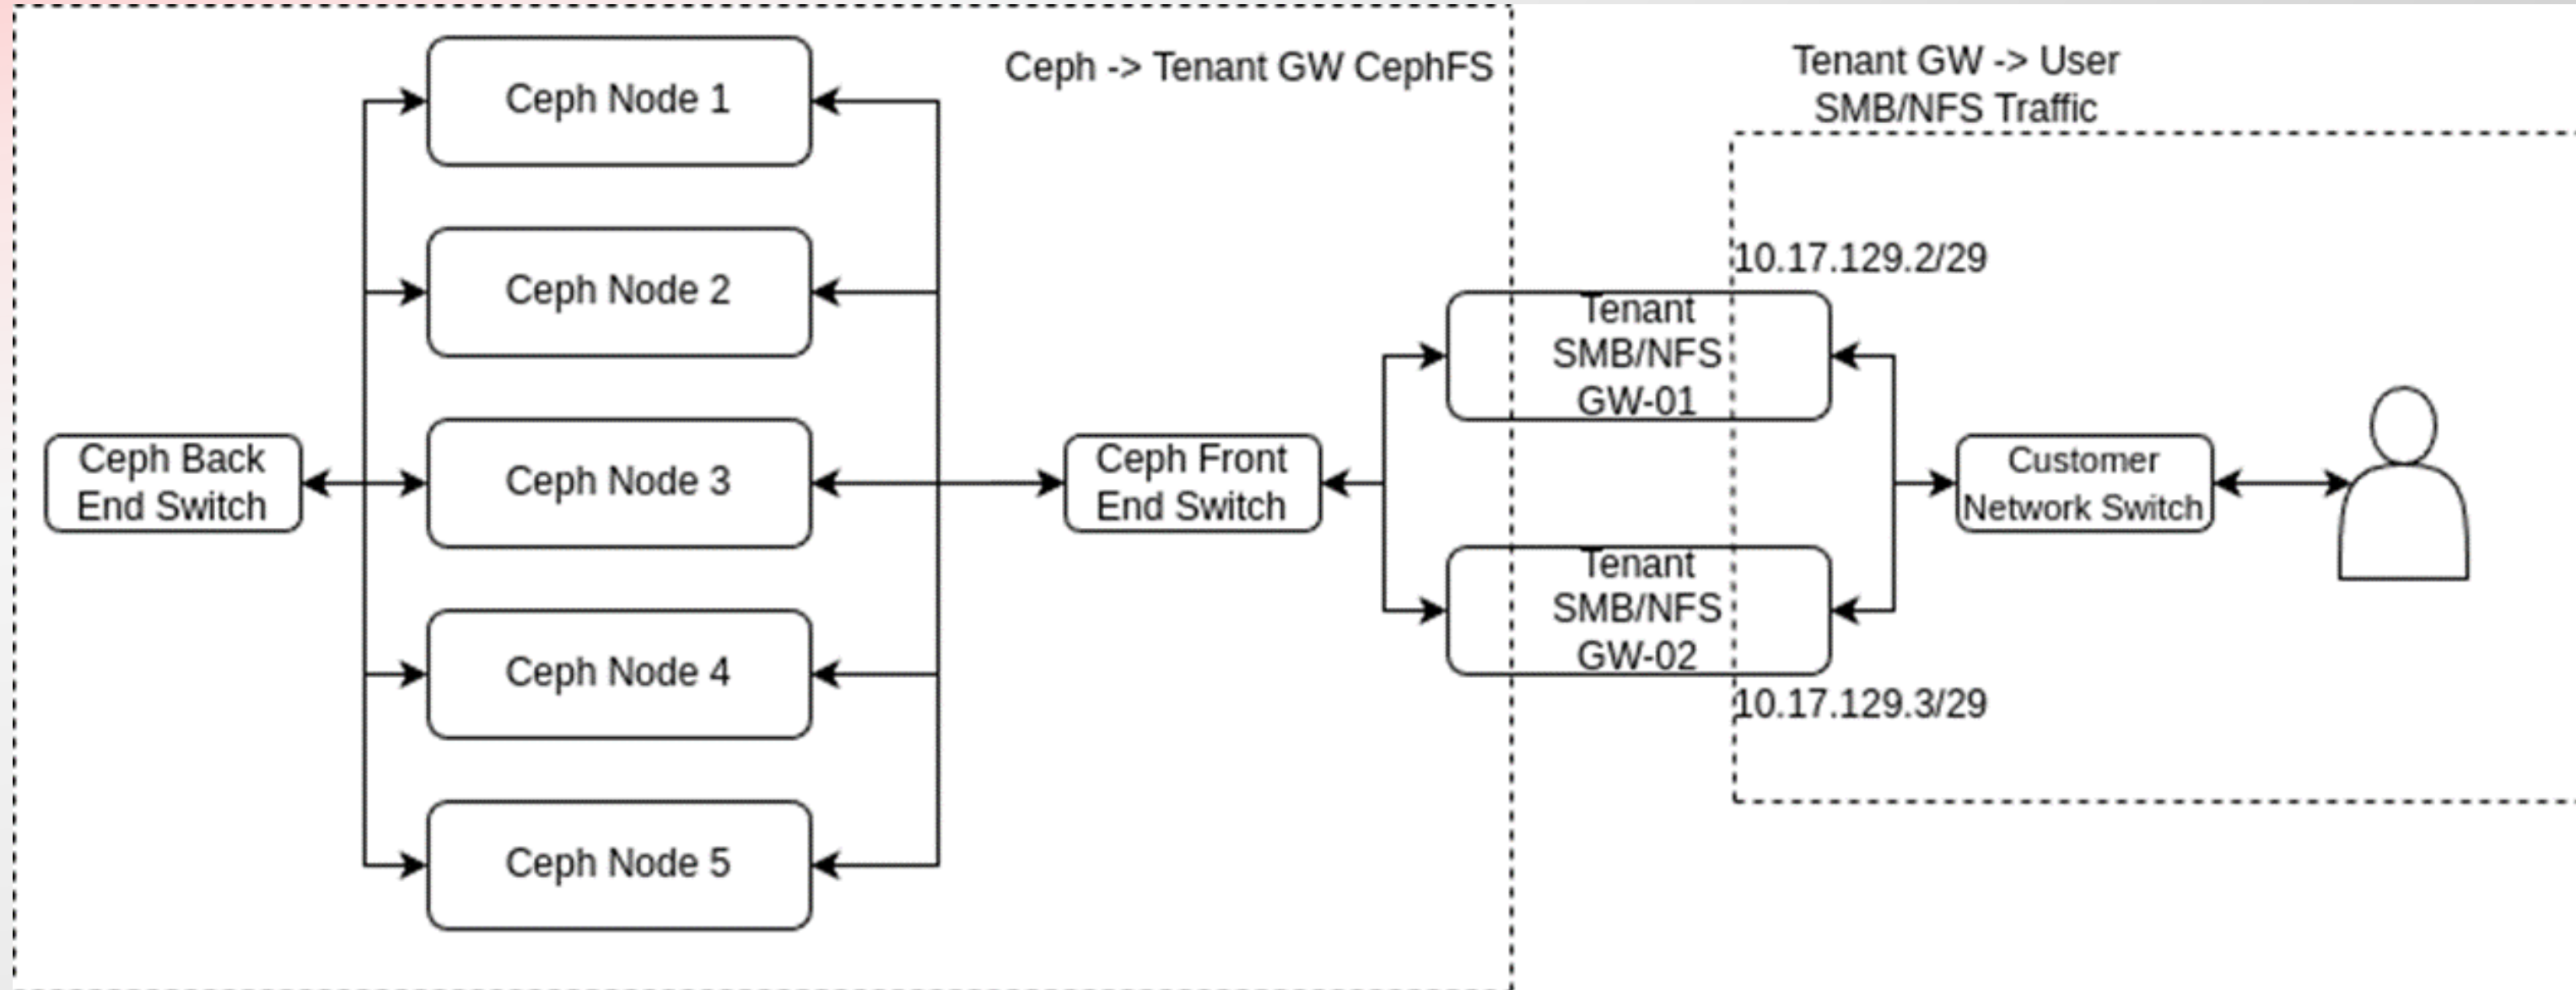 Ceph -> Tenant GW CephFS
Tenant GW -> User
SMB/NFS Traffic
Ceph Node 1
Ceph Node 2
Ceph Node 3
Ceph Node 4
Ceph Node 5
Ceph Back
End Switch
Ceph Front
End Switch
10.17.129.2/29
Tenant
SMB/NFS
GW-01
Tenant
SMB/NFS
GW-02
10.17.129.3/29
Customer
Network Switch